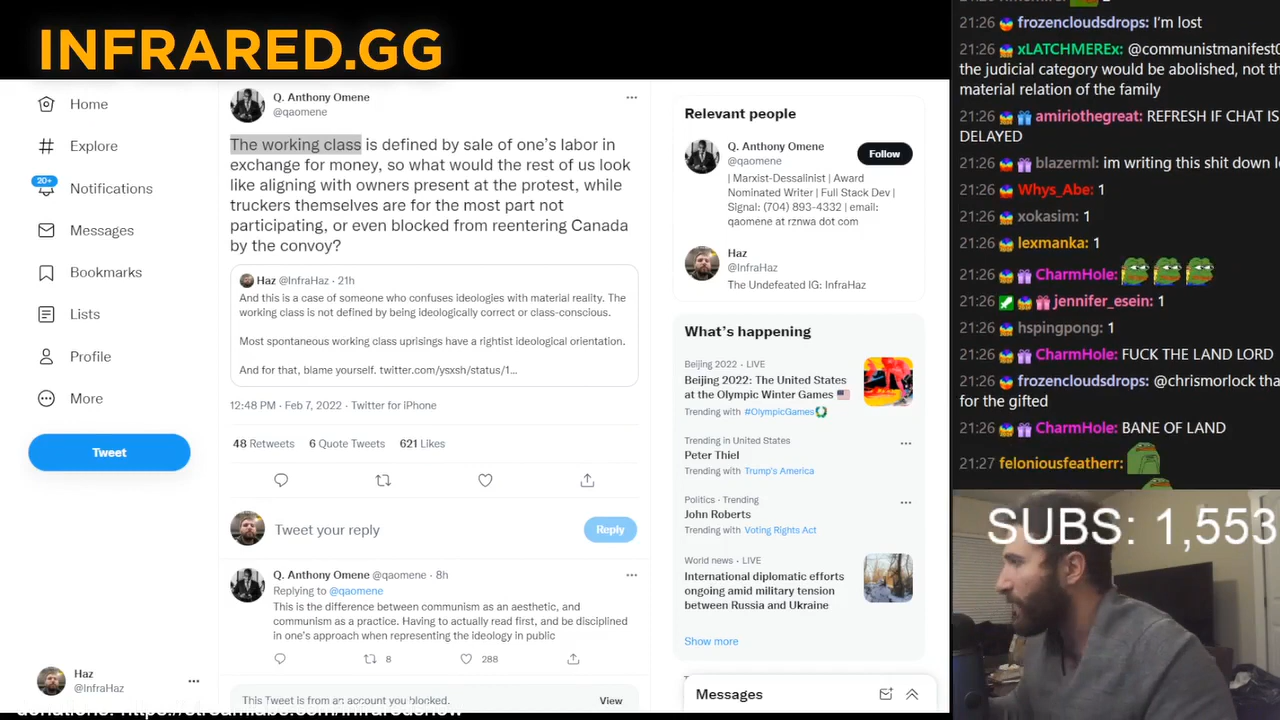 INFRARED.GG
Home
Explore
20+
Notifications
Messages
Bookmarks
Lists
Profile
More
Tweet
Haz
@InfraHaz
Q. Anthony Omene
@qaomene
The working class is defined by sale of one's labor in
exchange for money, so what would the rest of us look
like aligning with owners present at the protest, while
truckers themselves are for the most part not
participating, or even blocked from reentering Canada
by the convoy?
Haz @InfraHaz · 21h
And this is a case of someone who confuses ideologies with material reality. The
working class is not defined by being ideologically correct or class-conscious.
Most spontaneous working class uprisings have a rightist ideological orientation.
And for that, blame yourself. twitter.com/ysxsh/status/1...
12:48 PM · Feb 7, 2022 · Twitter for iPhone
48 Retweets 6 Quote Tweets 621 Likes
Tweet your reply
Reply
Q. Anthony Omene @qaomene · 8h
Replying to @qaomene
This is the difference between communism as an aesthetic, and
communism as a practice. Having to actually read first, and be disciplined
in one's approach when representing the ideology in public
8 288
This Tweet is from an account you blocked.
View
Relevant people
Q. Anthony Omene
@qaomene
Follow
| Marxist-Dessalinist | Award
Nominated Writer | Full Stack Dev |
Signal: (704) 893-4332 | email:
qaomene at rznwa dot com
Haz
@InfraHaz
The Undefeated IG: InfraHaz
What's happening
Beijing 2022 · LIVE
Beijing 2022: The United States
at the Olympic Winter Games
Trending with #OlympicGames
Trending in United States
Peter Thiel
Trending with Trump's America
Politics · Trending
John Roberts
Trending with Voting Rights Act
World news · LIVE
International diplomatic efforts
ongoing amid military tension
between Russia and Ukraine
Show more
Messages
21:26 frozencloudsdrops: I'm lost
21:26 xLATCHMEREx: @communistmanifest0
the judicial category would be abolished, not th
material relation of the family
21:26 amiriothegreat: REFRESH IF CHAT IS
DELAYED
21:26 blazerml: im writing this shit down l
21:26 Whys_Abe: 1
21:26 xokasim: 1
21:26 lexmanka: 1
21:26 CharmHole:
21:26 jennifer_esein: 1
21:26 hspingpong: 1
21:26 CharmHole: FUCK THE LAND LORD
21:26 frozencloudsdrops: @chrismorlock tha
for the gifted
21:26 CharmHole: BANE OF LAND
21:27 feloniousfeatherr:
SUBS: 1,553